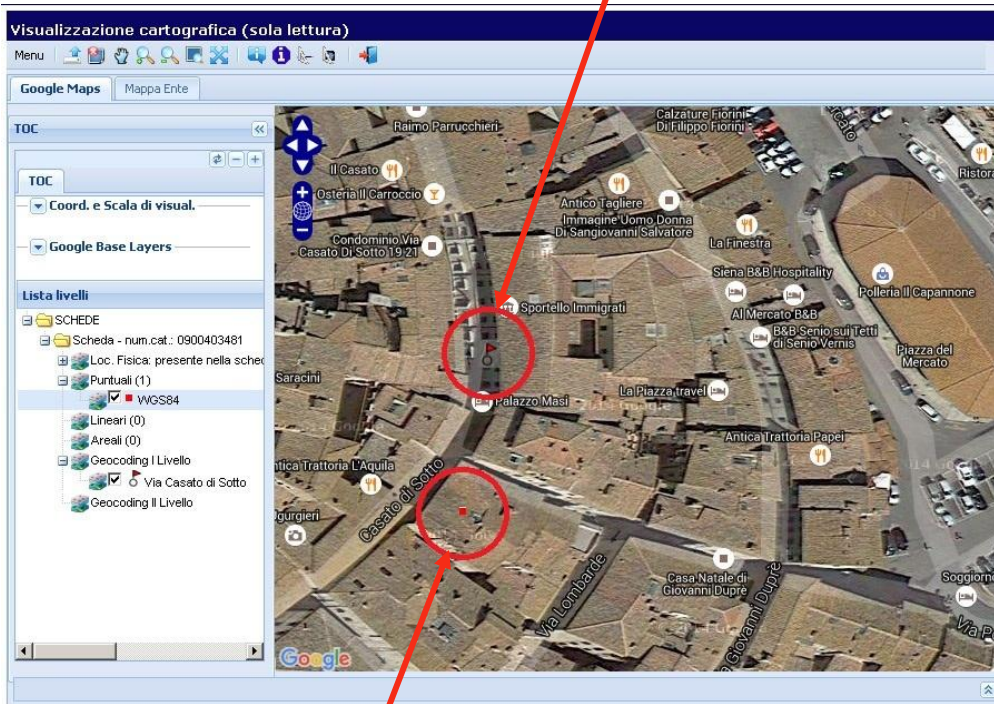 Visualizzazione cartografica (sola lettura)
Menu
Google Maps
Mappa Ente
TOC
TOC
Coord. e Scala di visual.
Google Base Layers
Lista livelli
SCHEDE
Scheda - num.cat.: 0900403481
Loc. Fisica: presente nella sched
Puntuali (1)
WGS84
Lineari (0)
Areali (0)
Geocoding I Livello
Via Casato di Sotto
Geocoding II Livello
Raimo Parrucchieri
Calzature Fiorini
Di Filippo Fiorini
Il Casato
Ristora
Osteria Il Carroccio
Antico Tagliere
Immagine Uomo Donna
Di Sangiovanni Salvatore
Condominio Via
Casato Di Sotto 19 21
La Finestra
Siena B&B Hospitality
Polleria Il Capannone
Sportello Immigrati
Al Mercato B&B
B&B Senio sui Tetti
di Senio Vernis
Piazza del
Mercato
Saracini
La Piazza travel
Palazzo Masi
Antica Trattoria Papei
ntica Trattoria L'Aquila
Casato di Sotto
Ugurgieri
Casa Natale di
Giovanni Duprè
Via Lombarde
Via Giovanni Duprè
Soggiorno
Via P
Google